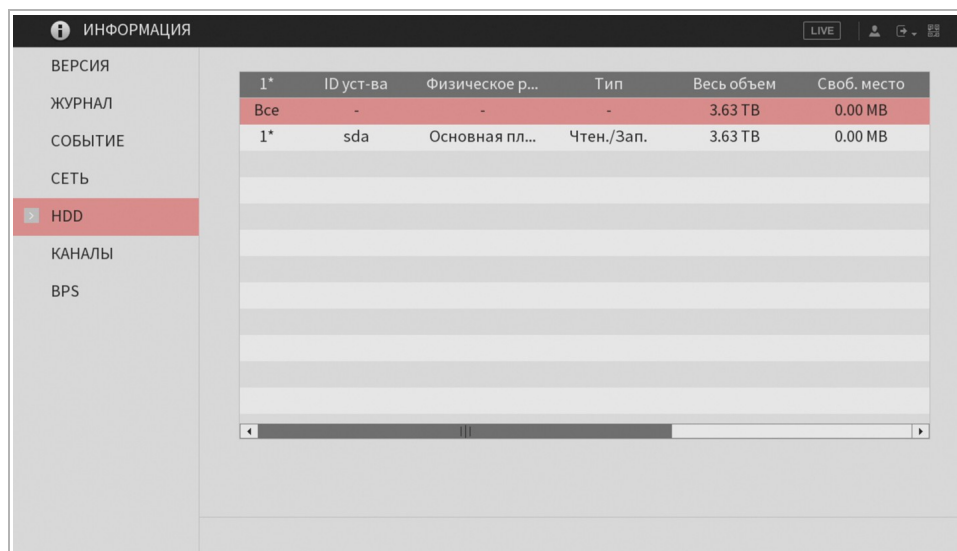 ИНФОРМАЦИЯ LIVE
ВЕРСИЯ
ЖУРНАЛ
СОБЫТИЕ
СЕТЬ
HDD
КАНАЛЫ
BPS
1* ID уст-ва Физическое р... Тип Весь объем Своб. место
Все - - - 3.63 TB 0.00 MB
1* sda Основная пл... Чтен./Зап. 3.63 TB 0.00 MB